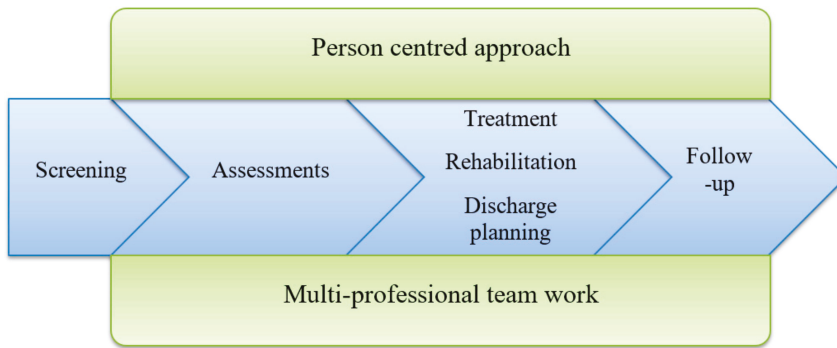 Person centred approach
Screening
Assessments
Treatment
Rehabilitation
Discharge
planning
Follow
-up
Multi-professional team work